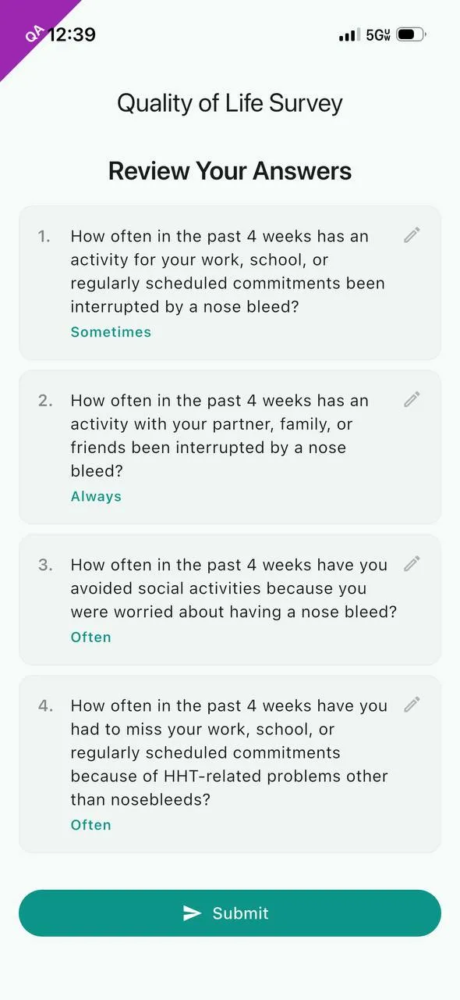 QA
12:39
5GUW
Quality of Life Survey
Review Your Answers
1. How often in the past 4 weeks has an
activity for your work, school, or
regularly scheduled commitments been
interrupted by a nose bleed?
Sometimes
2. How often in the past 4 weeks has an
activity with your partner, family, or
friends been interrupted by a nose
bleed?
Always
3. How often in the past 4 weeks have you
avoided social activities because you
were worried about having a nose bleed?
Often
4. How often in the past 4 weeks have you
had to miss your work, school, or
regularly scheduled commitments
because of HHT-related problems other
than nosebleeds?
Often
Submit